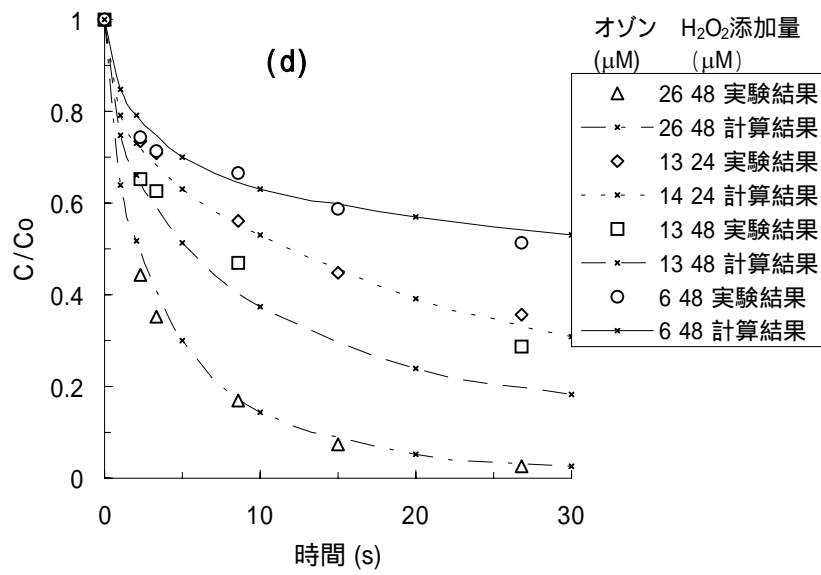 オゾン H₂O₂添加量
(μM) (μM)
(d)
26 48 実験結果
26 48 計算結果
13 24 実験結果
14 24 計算結果
13 48 実験結果
13 48 計算結果
6 48 実験結果
6 48 計算結果
C/Co
1
0.8
0.6
0.4
0.2
0
0 10 20 30
時間 (s)